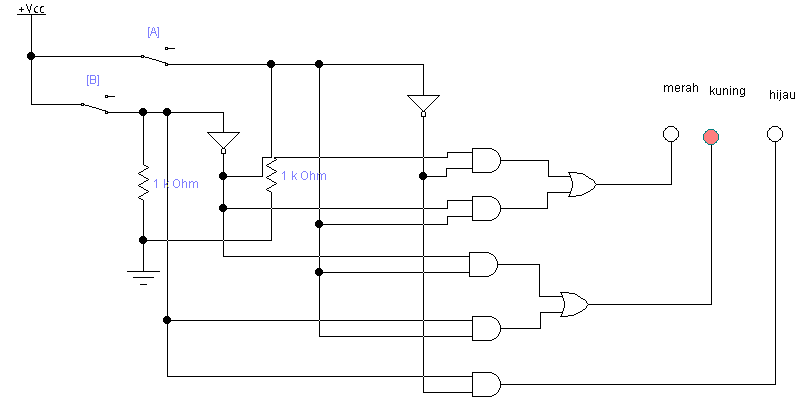 +Vcc
[A]
[B]
merah
kuning
hijau
1 k Ohm
1 k Ohm